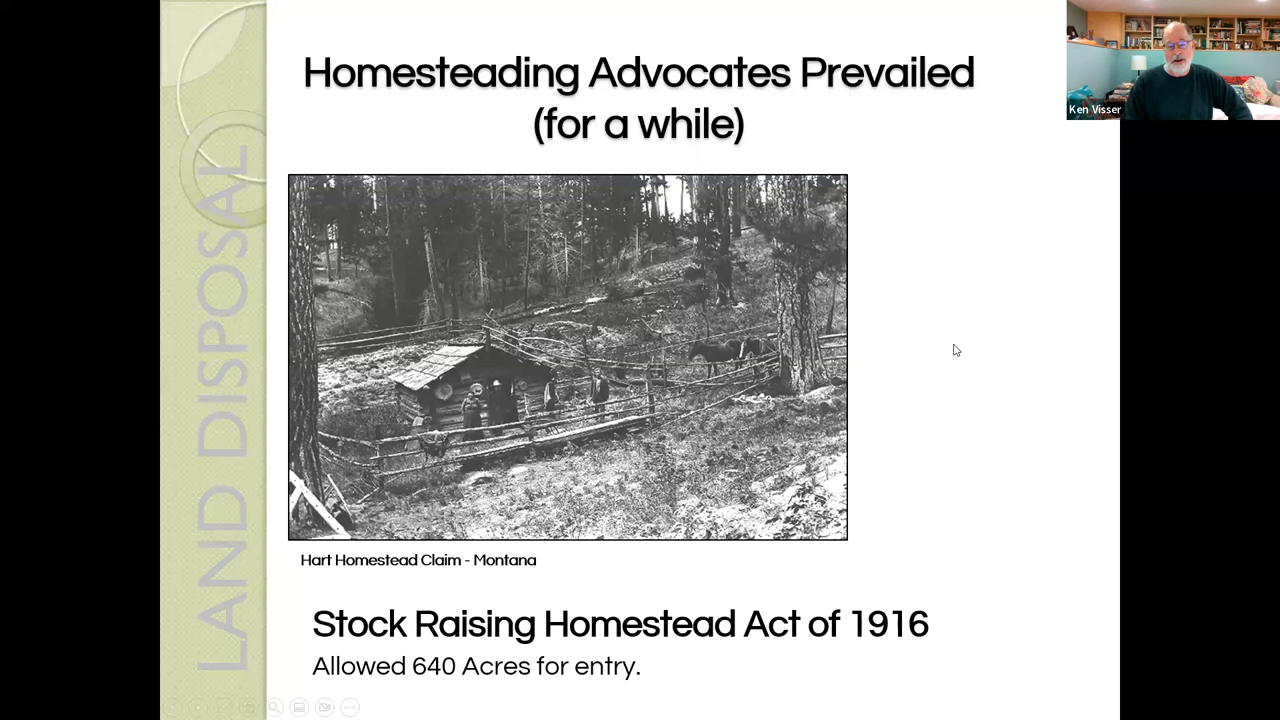 Homesteading Advocates Prevailed
(for a while)
Ken Visser
LAND DISPOSAL
Hart Homestead Claim - Montana
Stock Raising Homestead Act of 1916
Allowed 640 Acres for entry.